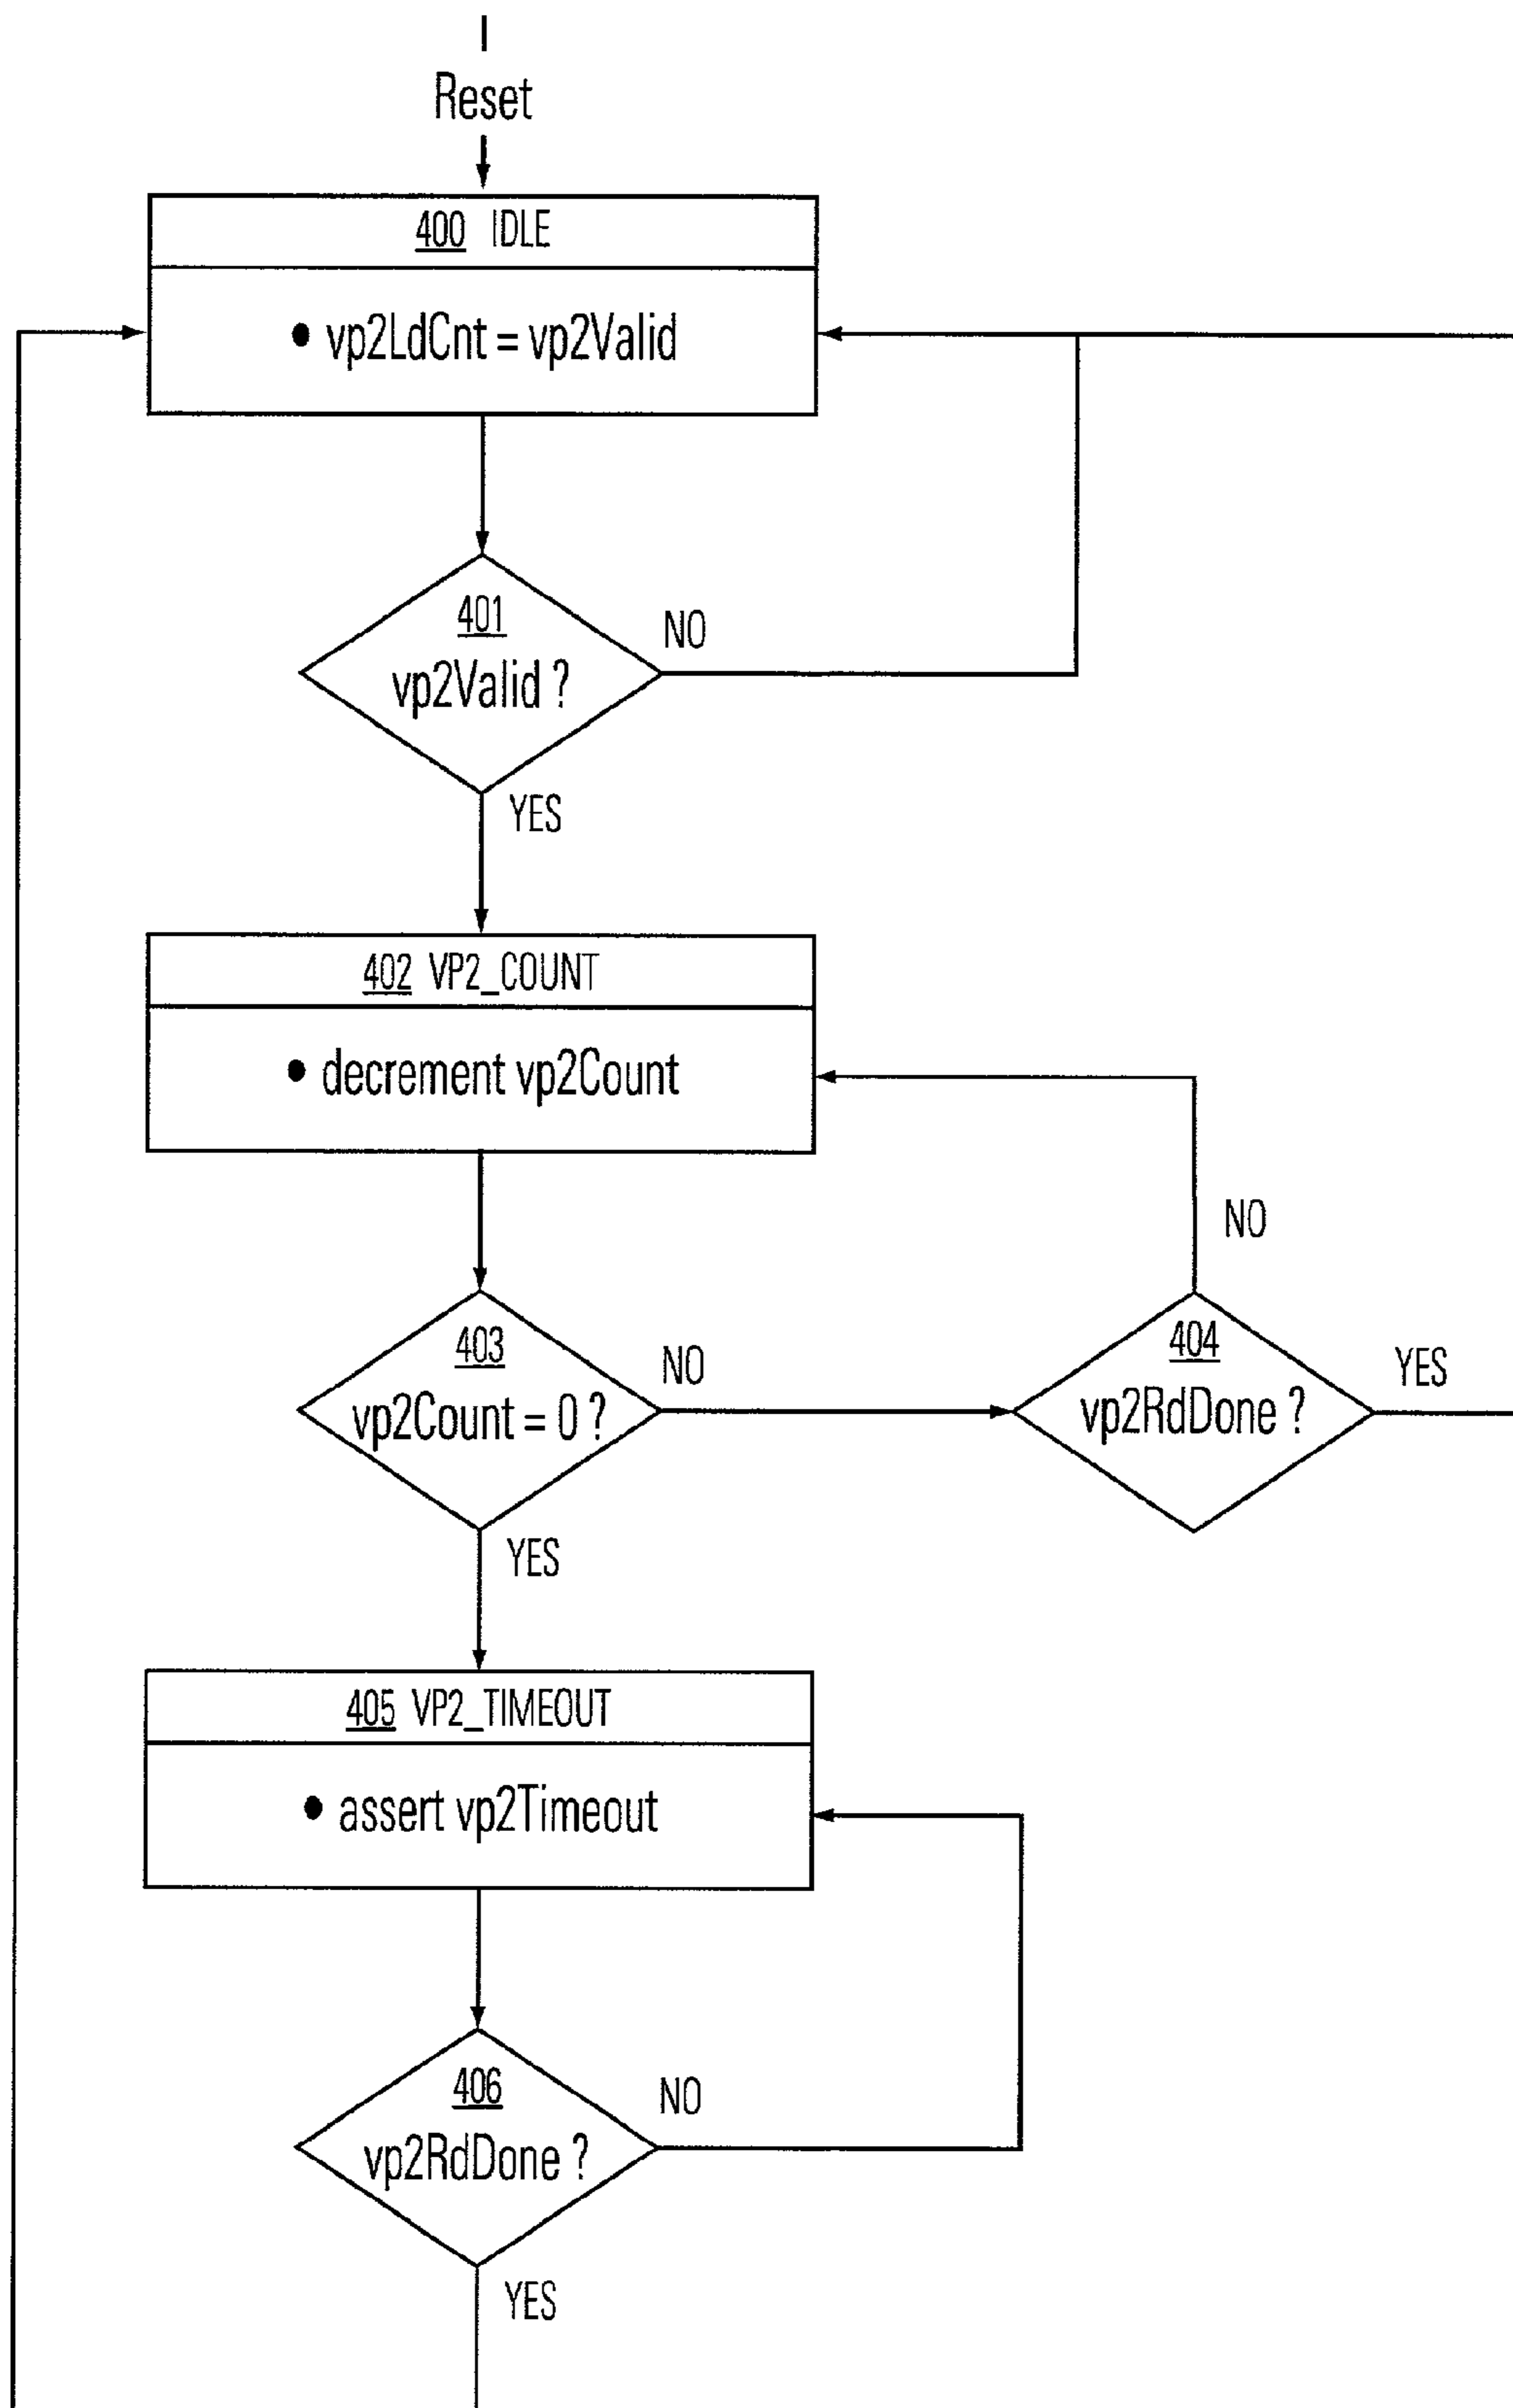 Reset
400 IDLE
• vp2LdCnt = vp2Valid
401
vp2Valid ?
NO
YES
402 VP2_COUNT
• decrement vp2Count
NO
403
vp2Count = 0 ?
NO
404
vp2RdDone ?
YES
YES
405 VP2_TIMEOUT
• assert vp2Timeout
406
vp2RdDone ?
NO
YES